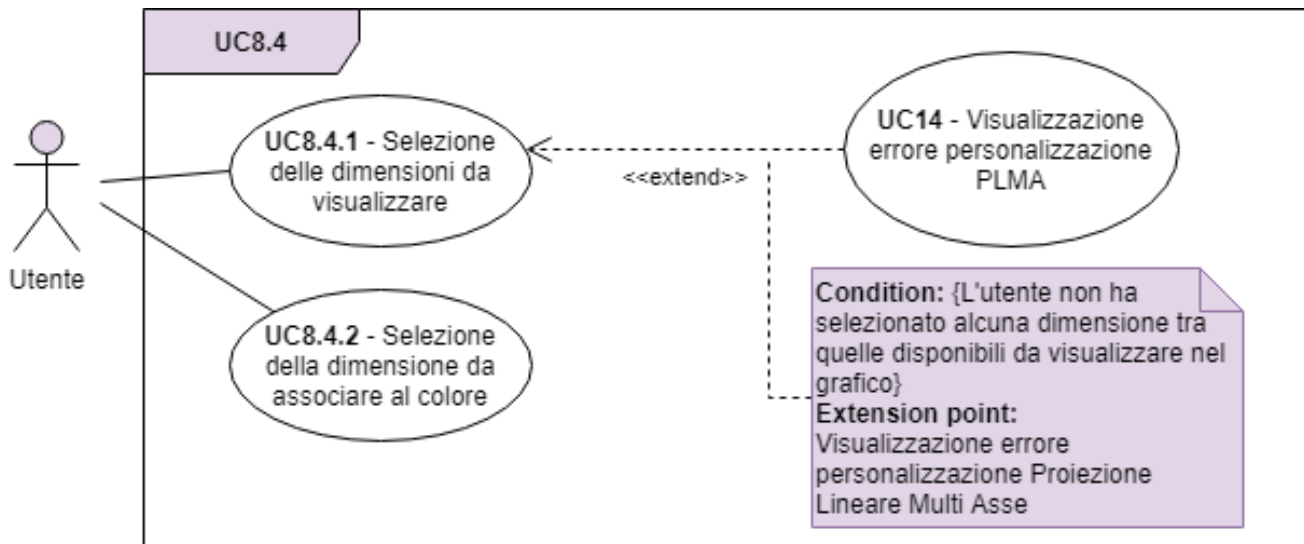 UC8.4
UC8.4.1 - Selezione
delle dimensioni da
visualizzare
<<extend>>
UC14 - Visualizzazione
errore personalizzazione
PLMA
Utente
UC8.4.2 - Selezione
della dimensione da
associare al colore
Condition: {L'utente non ha
selezionato alcuna dimensione tra
quelle disponibili da visualizzare nel
grafico}
Extension point:
Visualizzazione errore
personalizzazione Proiezione
Lineare Multi Asse